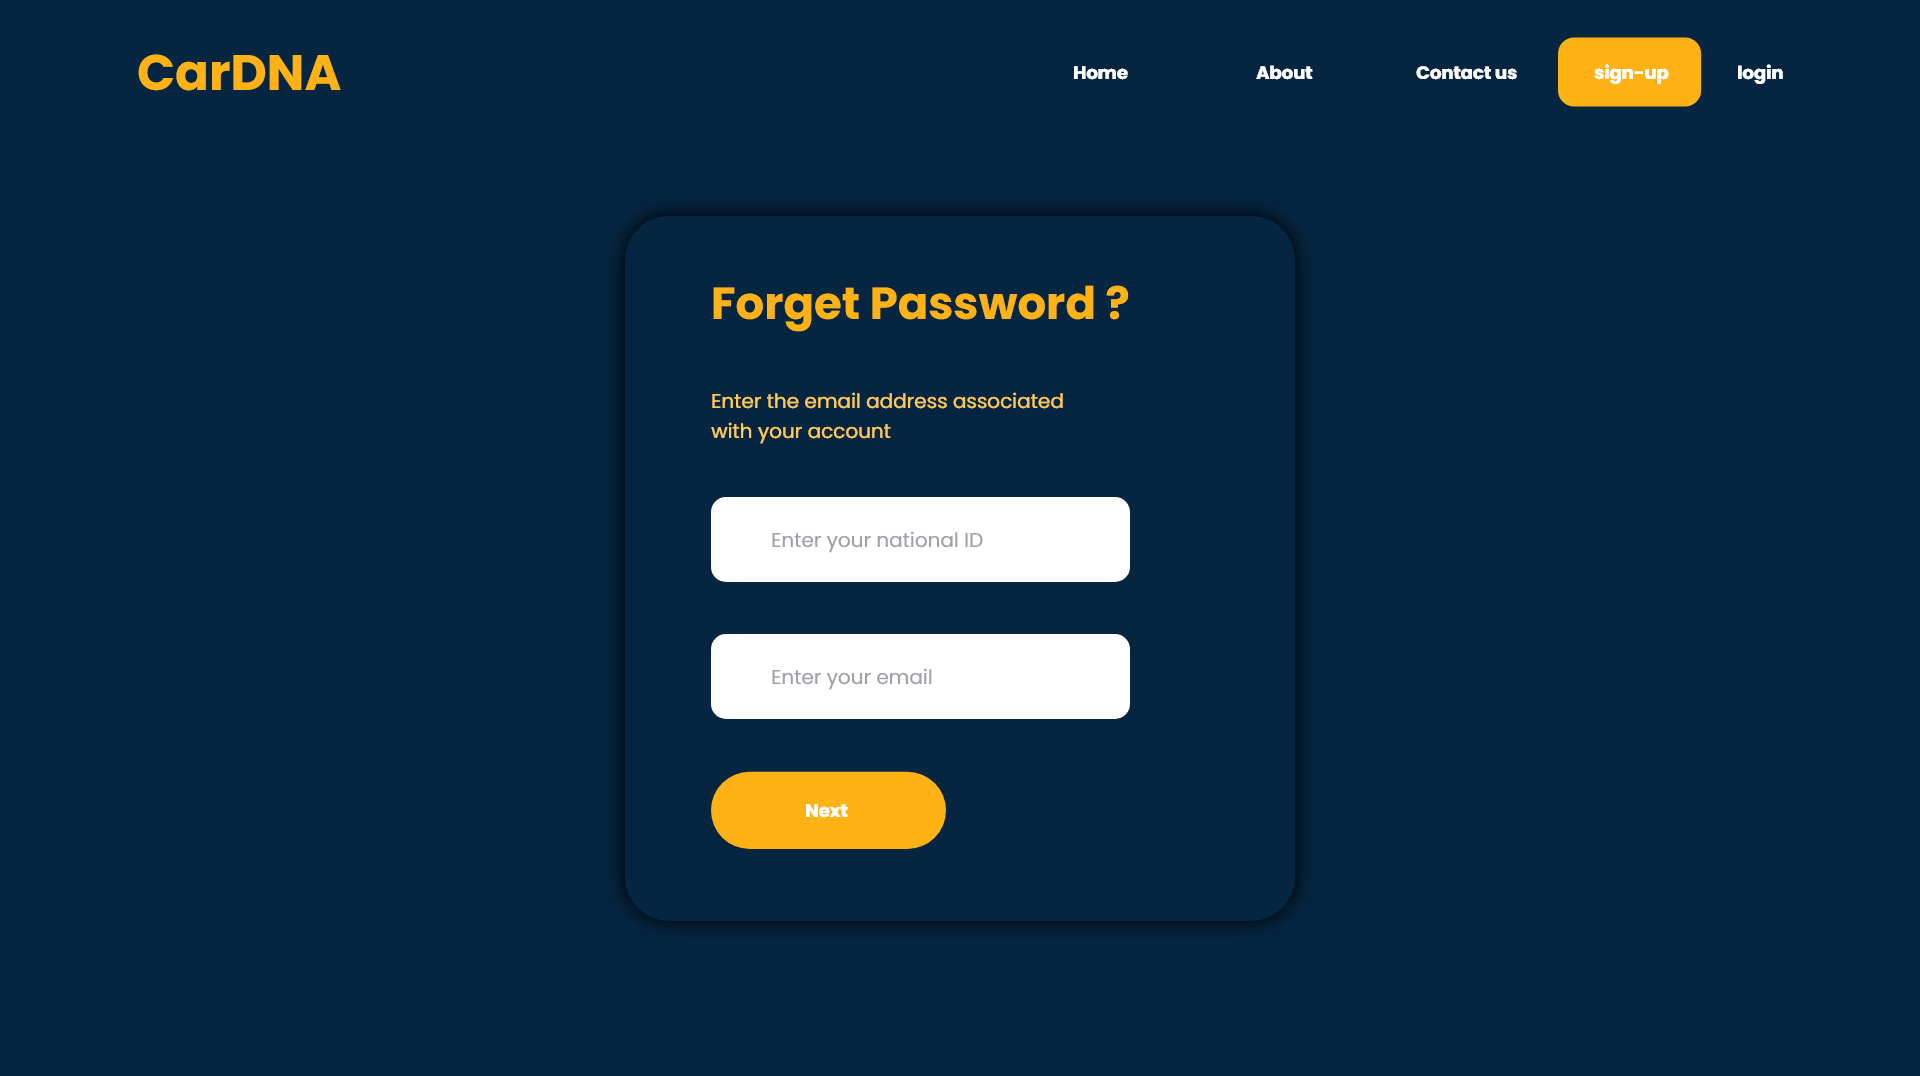 CarDNA
Home
About
Contact us
sign-up
login
Forget Password ?
Enter the email address associated
with your account
Enter your national ID
Enter your email
Next